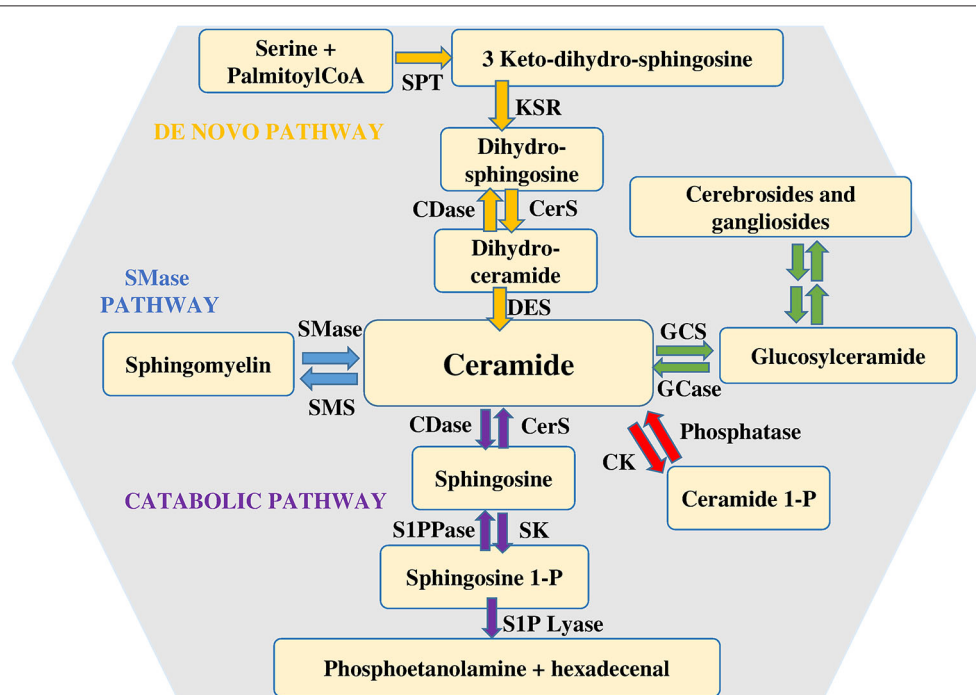 Serine +
PalmitoylCoA
SPT
3 Keto-dihydro-sphingosine
KSR
DE NOVO PATHWAY
Dihydro-
sphingosine
CDase
CerS
Cerebrosides and
gangliosides
Dihydro-
ceramide
SMase
PATHWAY
DES
SMase
Sphingomyelin
SMS
Ceramide
GCS
GCase
Glucosylceramide
CDase
CerS
Phosphatase
CK
Sphingosine
Ceramide 1-P
CATABOLIC PATHWAY
S1PPase
SK
Sphingosine 1-P
S1P Lyase
Phosphoetanolamine + hexadecenal